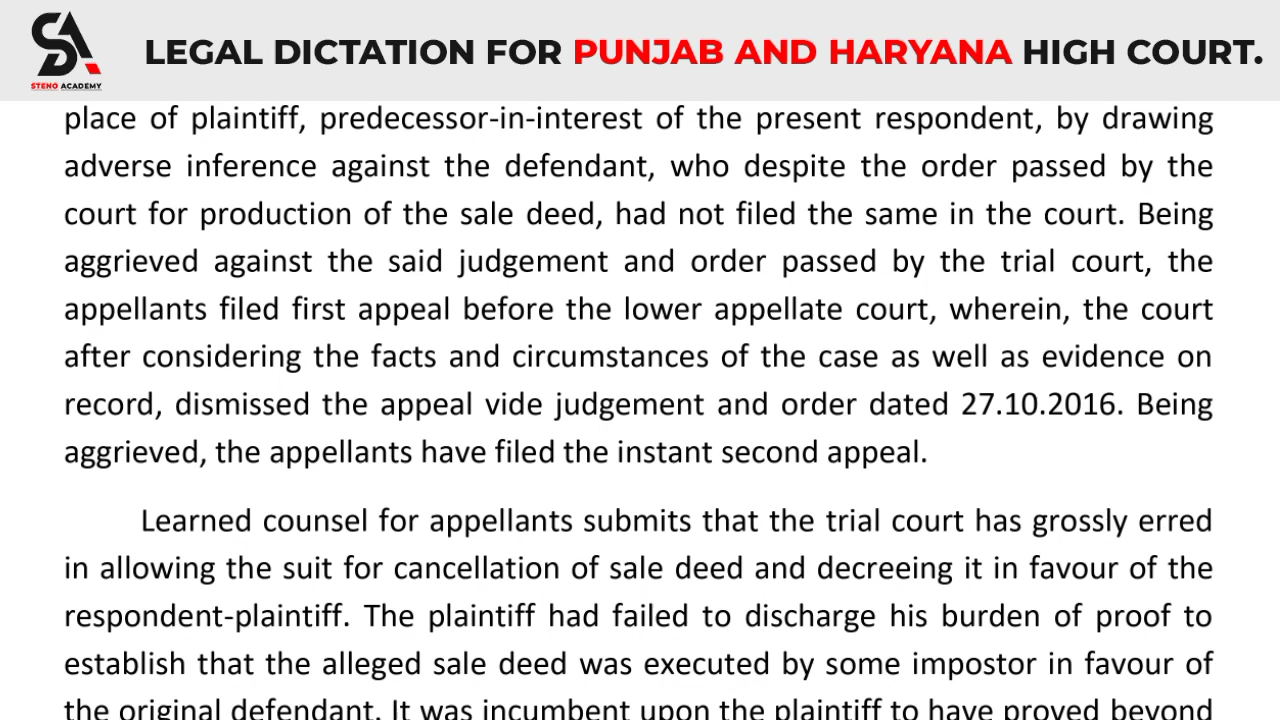 STENO ACADEMY
LEGAL DICTATION FOR PUNJAB AND HARYANA HIGH COURT.
place of plaintiff, predecessor-in-interest of the present respondent, by drawing
adverse inference against the defendant, who despite the order passed by the
court for production of the sale deed, had not filed the same in the court. Being
aggrieved against the said judgement and order passed by the trial court, the
appellants filed first appeal before the lower appellate court, wherein, the court
after considering the facts and circumstances of the case as well as evidence on
record, dismissed the appeal vide judgement and order dated 27.10.2016. Being
aggrieved, the appellants have filed the instant second appeal.
Learned counsel for appellants submits that the trial court has grossly erred
in allowing the suit for cancellation of sale deed and decreeing it in favour of the
respondent-plaintiff. The plaintiff had failed to discharge his burden of proof to
establish that the alleged sale deed was executed by some impostor in favour of
the original defendant. It was incumbent upon the plaintiff to have proved beyond